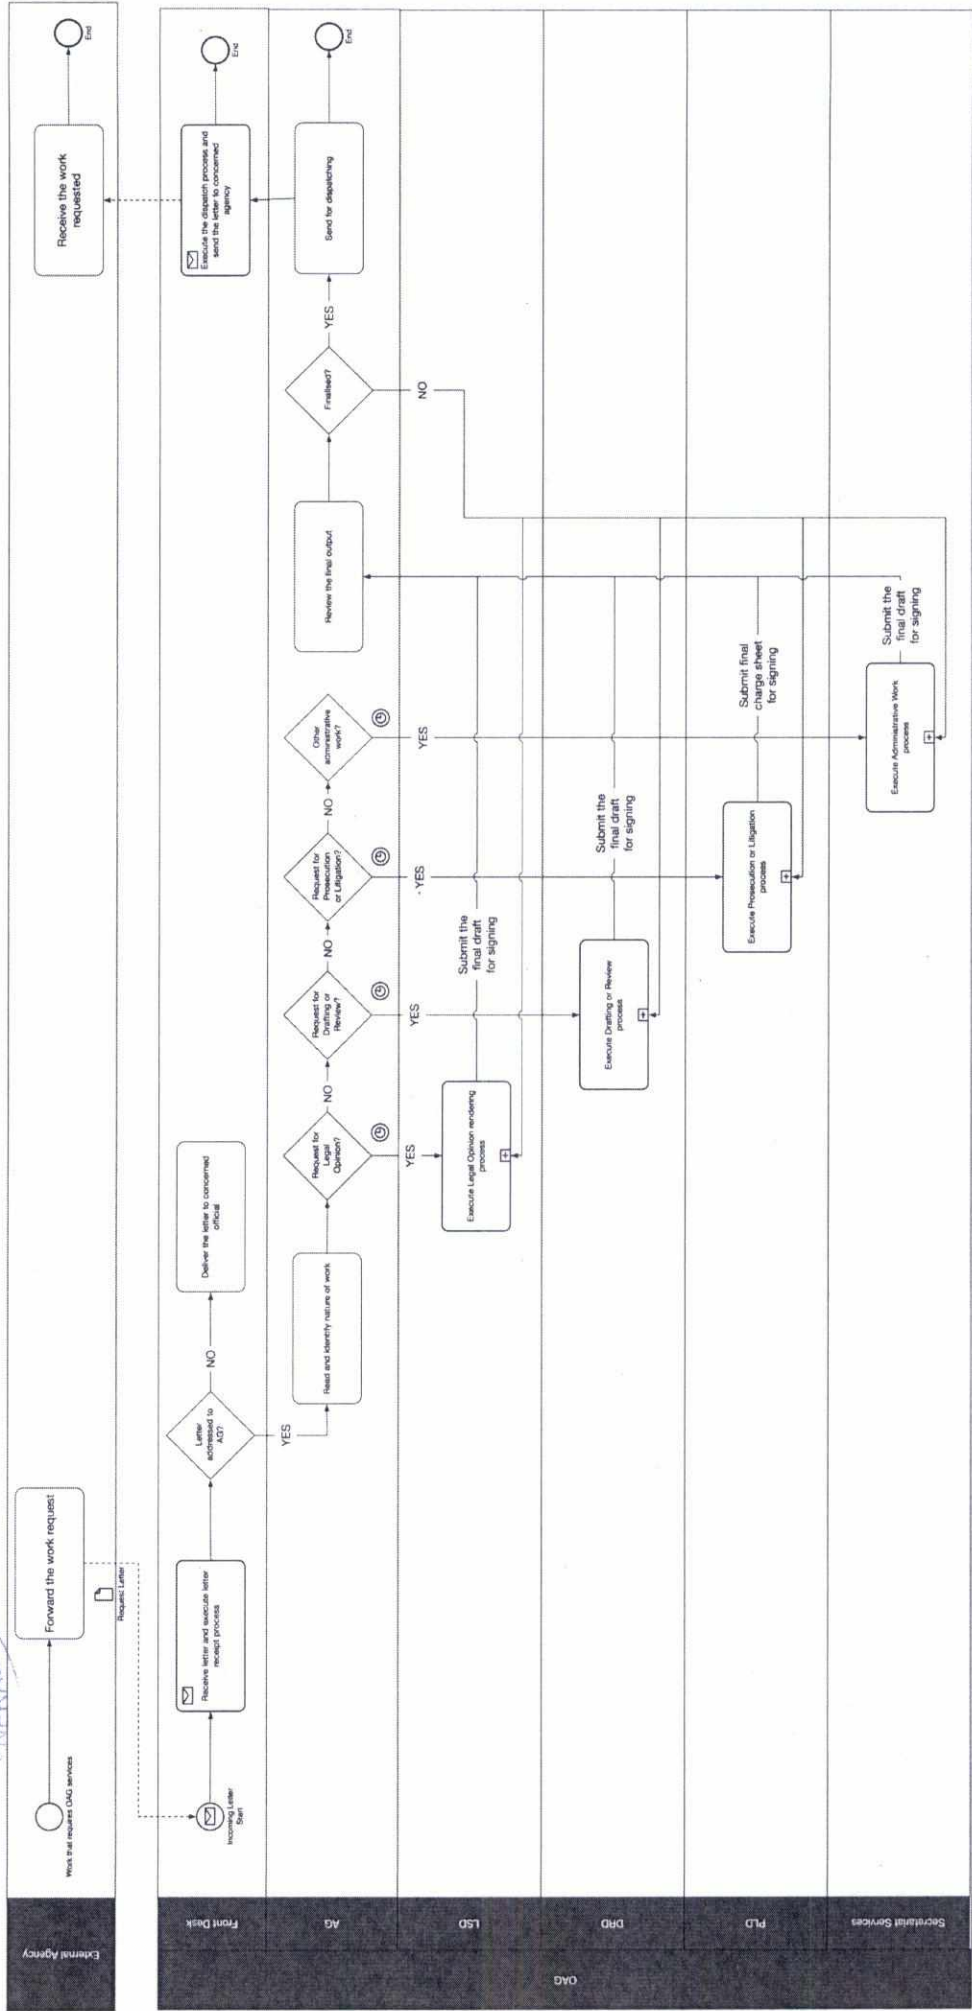 External Agency
Work that requires OAG services
Forward the work request
Request Letter
Receive the work
requested
End
OAG
Front Desk
Incoming Letter
Start
Receive letter and execute letter
receipt process
Letter
addressed to
AG?
NO
YES
Deliver the letter to concerned
official
Execute the dispatch process and
send the letter to concerned
agency
End
AG
Read and identify nature of work
Request for
Legal
Opinion?
NO
YES
Request for
Drafting or
Review?
NO
YES
Request for
Prosecution
or Litigation?
NO
YES
Other
administrative
work?
YES
Review the final output
Finalised?
YES
NO
Send for dispatching
End
LSD
Execute Legal Opinion rendering
process
Submit the
final draft
for signing
DRD
Execute Drafting or Review
process
Submit the
final draft
for signing
PLD
Execute Prosecution or Litigation
process
Submit final
charge sheet
for signing
Secretariat Services
Execute Administrative Work
process
Submit the
final draft
for signing